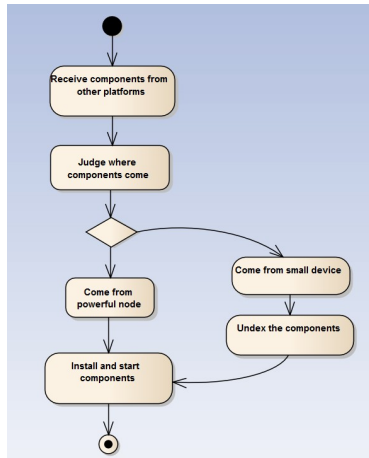 Receive components from
other platforms
Judge where
components come
Come from
powerful node
Come from small device
Undex the components
Install and start
components